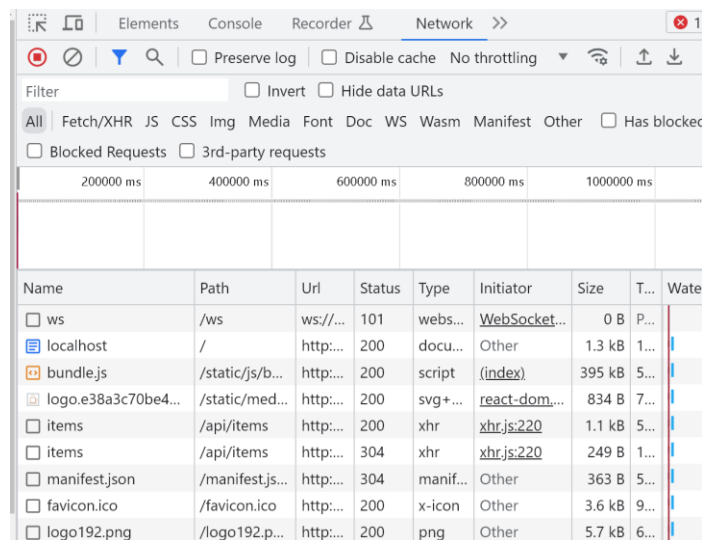 Elements Console Recorder Network 1
Preserve log Disable cache No throttling
Filter Invert Hide data URLs
All Fetch/XHR JS CSS Img Media Font Doc WS Wasm Manifest Other Has blocked
Blocked Requests 3rd-party requests
200000 ms 400000 ms 600000 ms 800000 ms 1000000 ms
Name Path Url Status Type Initiator Size T... Wate
ws /ws ws://... 101 webs... WebSocket... 0 B P...
localhost / http:... 200 docu... Other 1.3 kB 1...
bundle.js /static/js/b... http:... 200 script (index) 395 kB 5...
logo.e38a3c70be4... /static/med... http:... 200 svg+... react-dom.... 834 B 7...
items /api/items http:... 200 xhr xhr.js:220 1.1 kB 5...
items /api/items http:... 304 xhr xhr.js:220 249 B 1...
manifest.json /manifest.js... http:... 304 manif... Other 363 B 5...
favicon.ico /favicon.ico http:... 200 x-icon Other 3.6 kB 9...
logo192.png /logo192.p... http:... 200 png Other 5.7 kB 6...